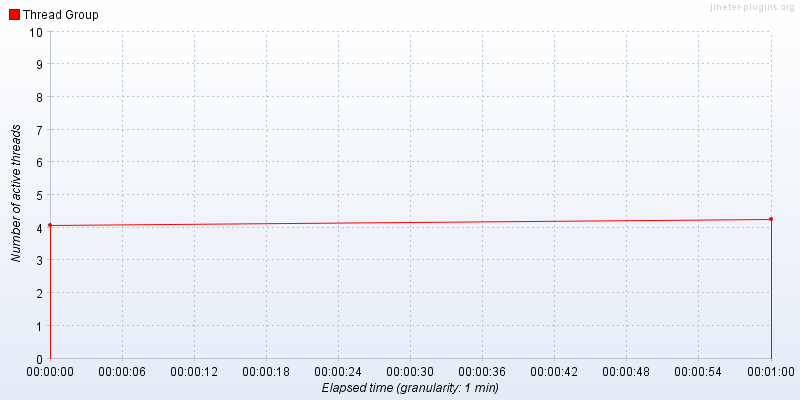 jmeter-plugins.org
Thread Group
10
9
8
7
6
5
4
3
2
1
0
Number of active threads
00:00:00 00:00:06 00:00:12 00:00:18 00:00:24 00:00:30 00:00:36 00:00:42 00:00:48 00:00:54 00:01:00
Elapsed time (granularity: 1 min)